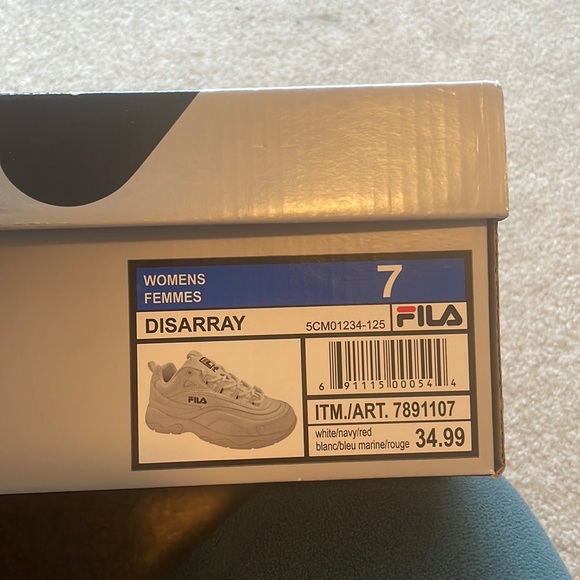 WOMENS
FEMMES
7
DISARRAY
5CM01234-125
FILA
FILA
6 91115 00054 4
ITM./ART. 7891107
white/navy/red
blanc/bleu marine/rouge
34.99